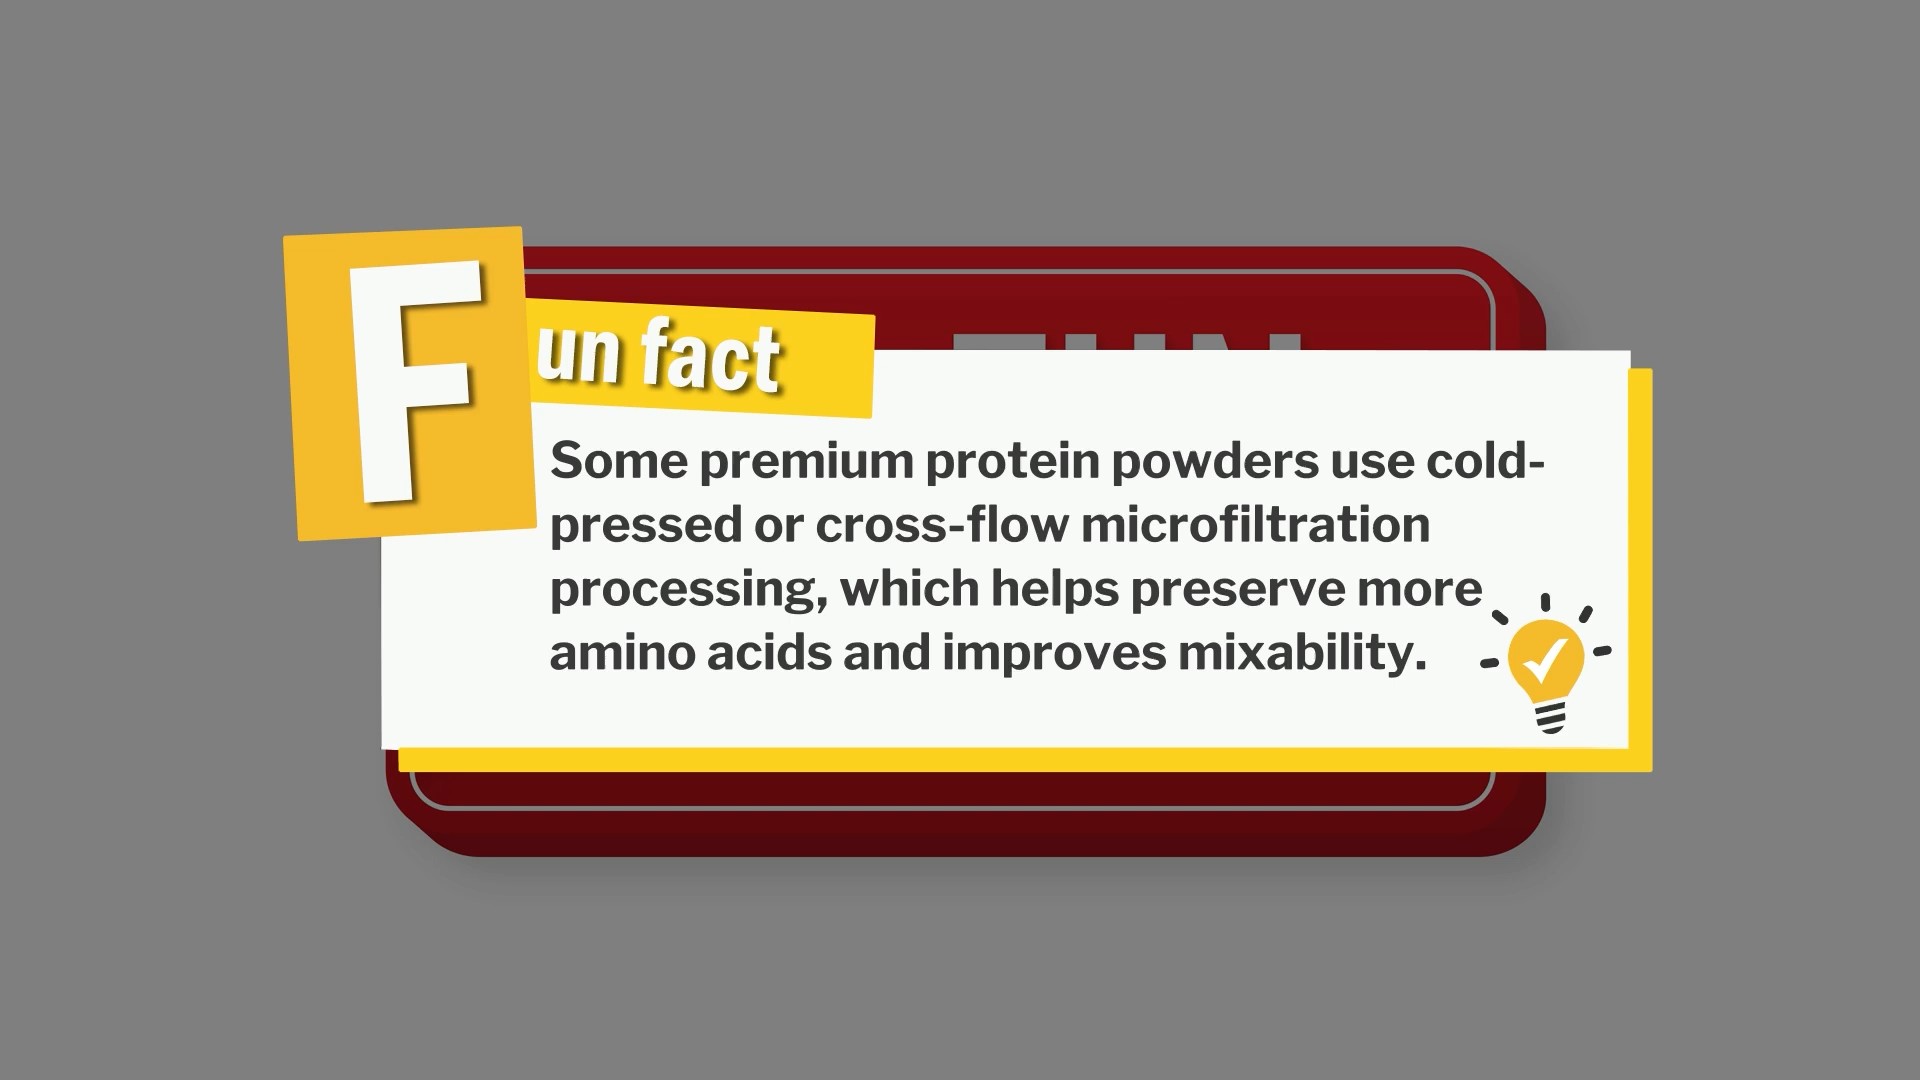 Fun fact
Some premium protein powders use cold-
pressed or cross-flow microfiltration
processing, which helps preserve more
amino acids and improves mixability.